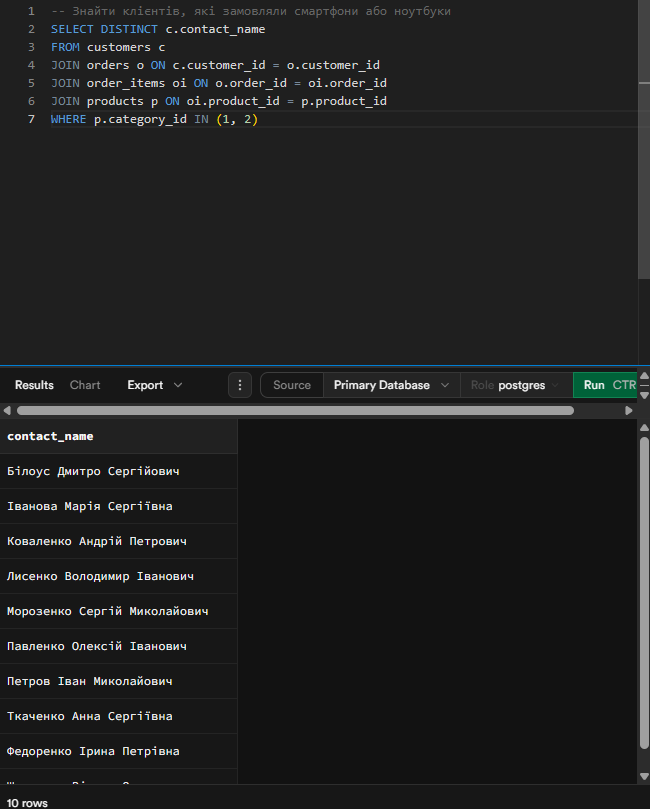 1 -- Знайти клієнтів, які замовляли смартфони або ноутбуки
2 SELECT DISTINCT c.contact_name
3 FROM customers c
4 JOIN orders o ON c.customer_id = o.customer_id
5 JOIN order_items oi ON o.order_id = oi.order_id
6 JOIN products p ON oi.product_id = p.product_id
7 WHERE p.category_id IN (1, 2)
Results Chart Export Source Primary Database Role postgres Run CTR
contact_name
Білоус Дмитро Сергійович
Іванова Марія Сергіївна
Коваленко Андрій Петрович
Лисенко Володимир Іванович
Морозенко Сергій Миколайович
Павленко Олексій Іванович
Петров Іван Миколайович
Ткаченко Анна Сергіївна
Федоренко Ірина Петрівна
10 rows